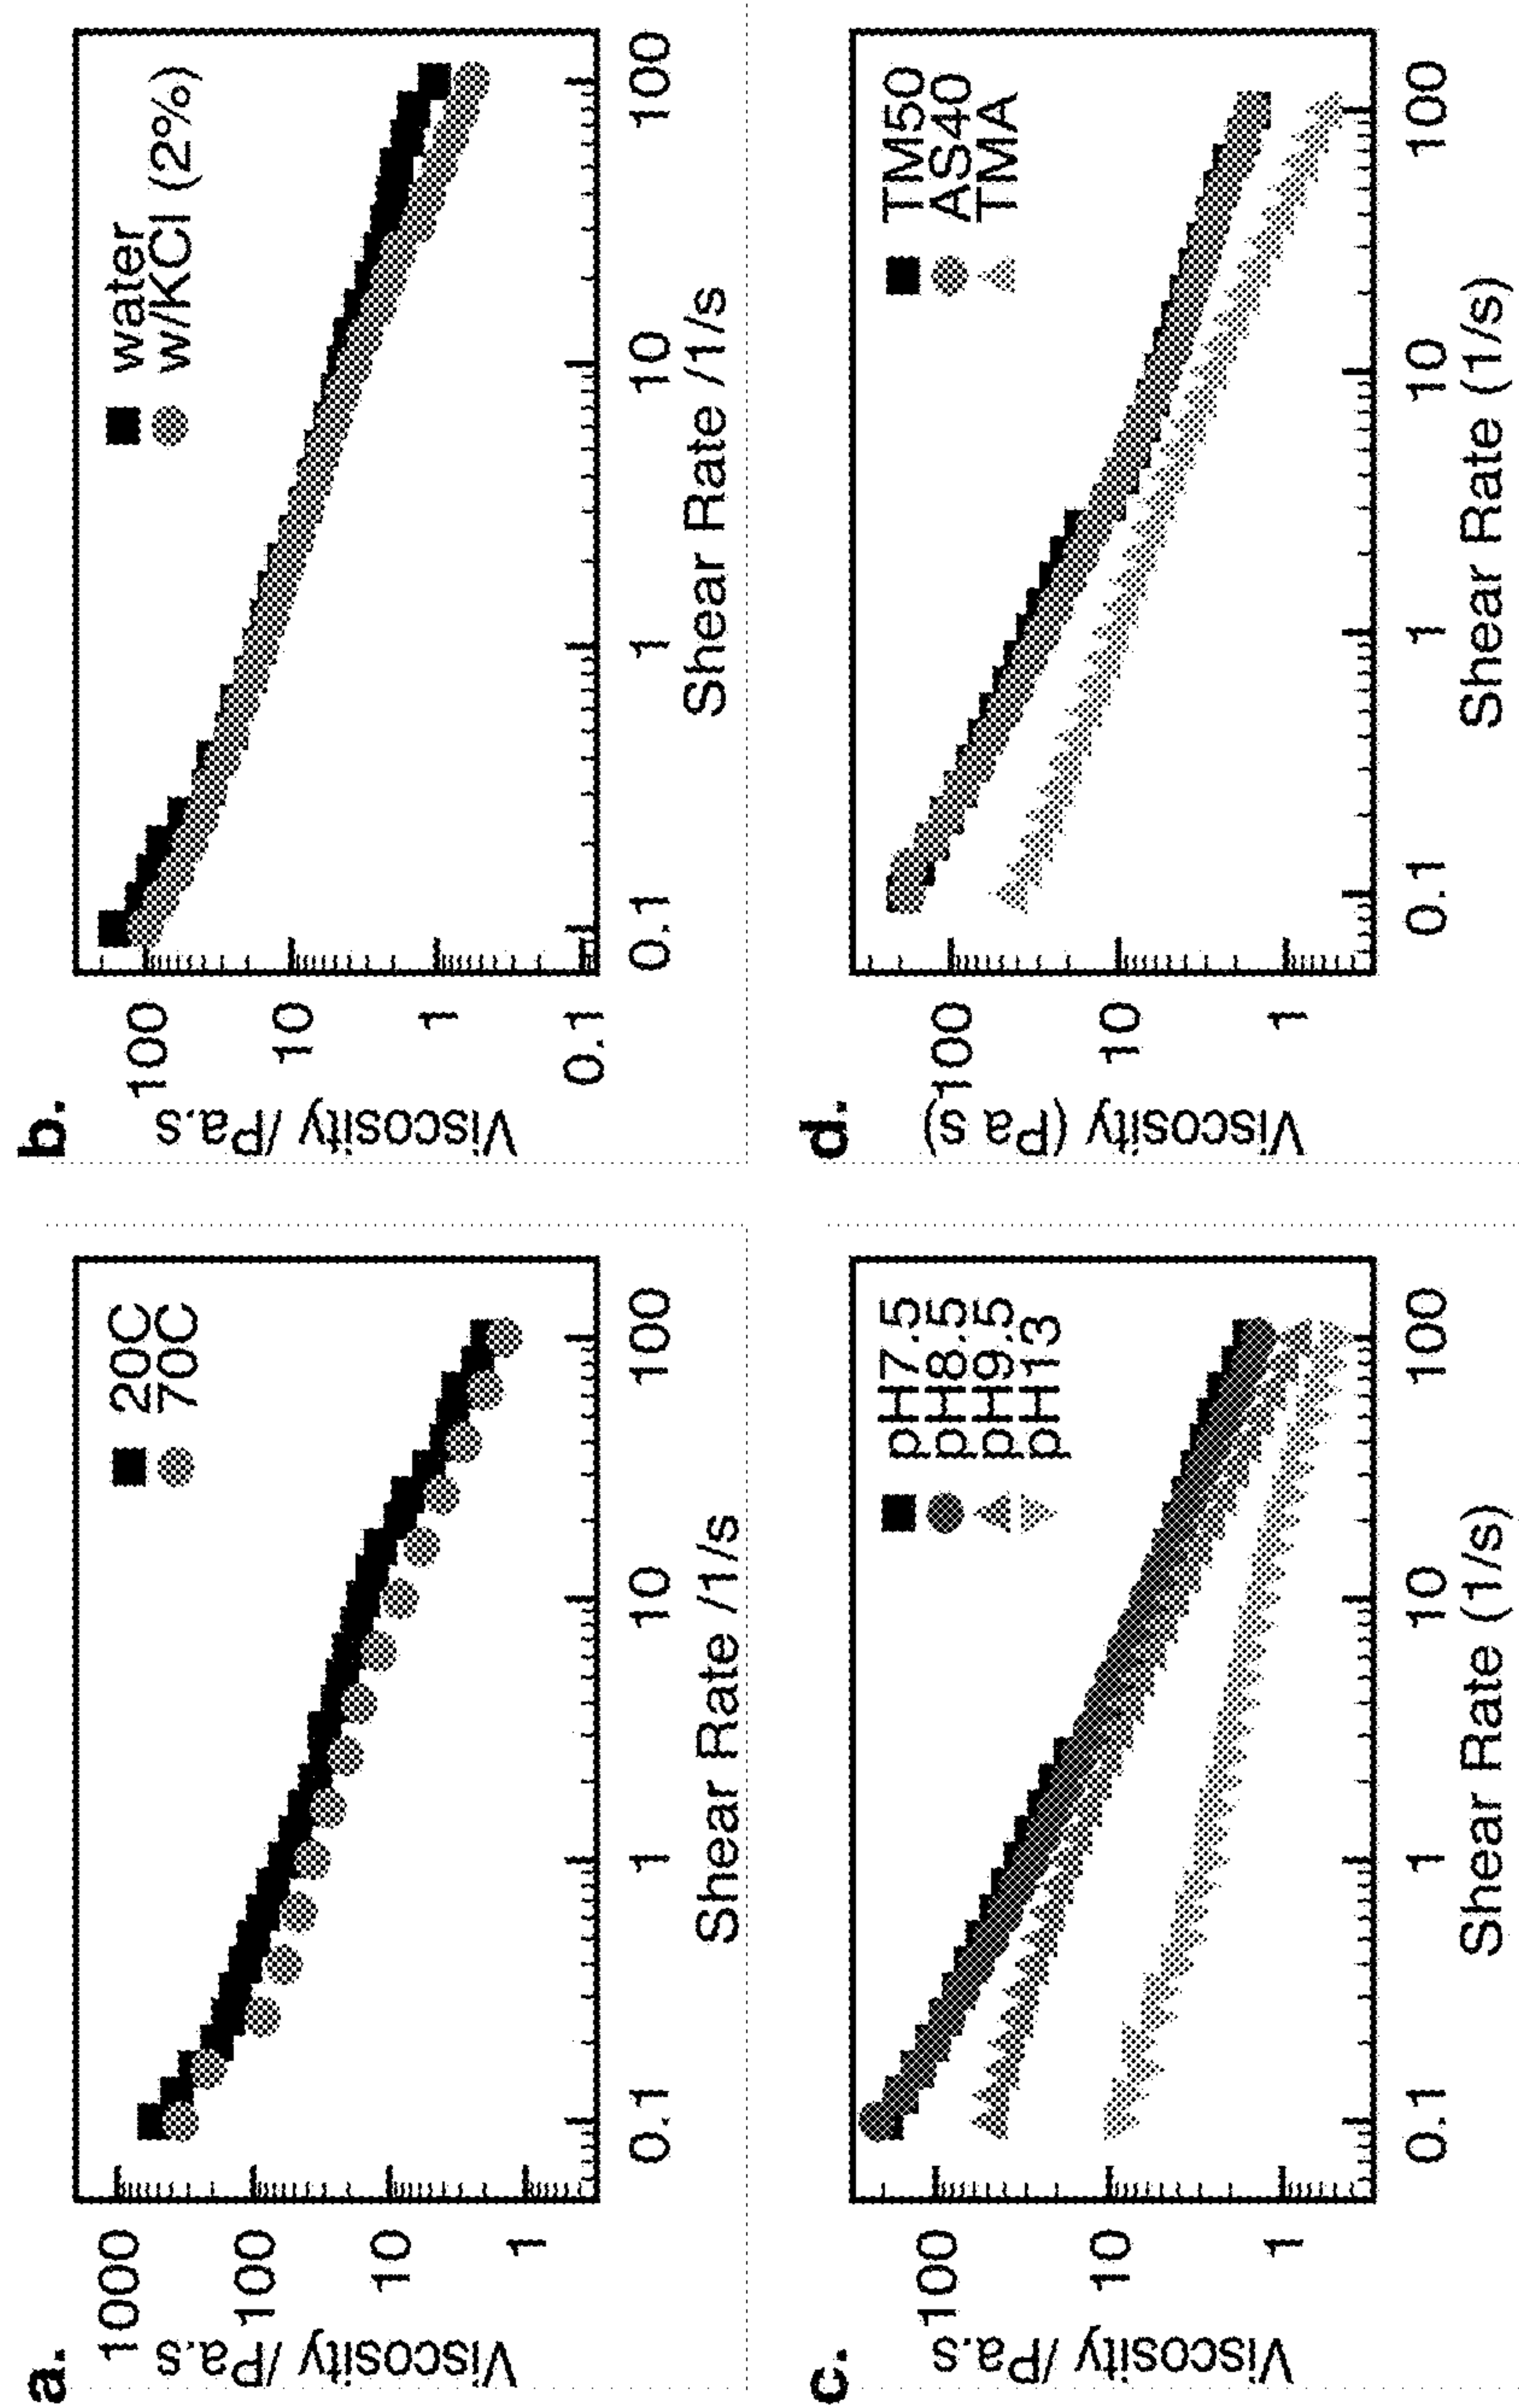 a.
Viscosity /Pa.s
1000
100
10
1
20C
70C
0.1
1
10
100
Shear Rate /1/s
b.
Viscosity /Pa.s
100
10
1
0.1
water
w/KCl (2%)
0.1
1
10
100
Shear Rate /1/s
c.
Viscosity /Pa.s
100
10
1
pH7.5
pH8.5
pH9.5
pH13
0.1
1
10
100
Shear Rate (1/s)
d.
Viscosity (Pa s)
100
10
1
TM50
AS40
TMA
0.1
1
10
100
Shear Rate (1/s)